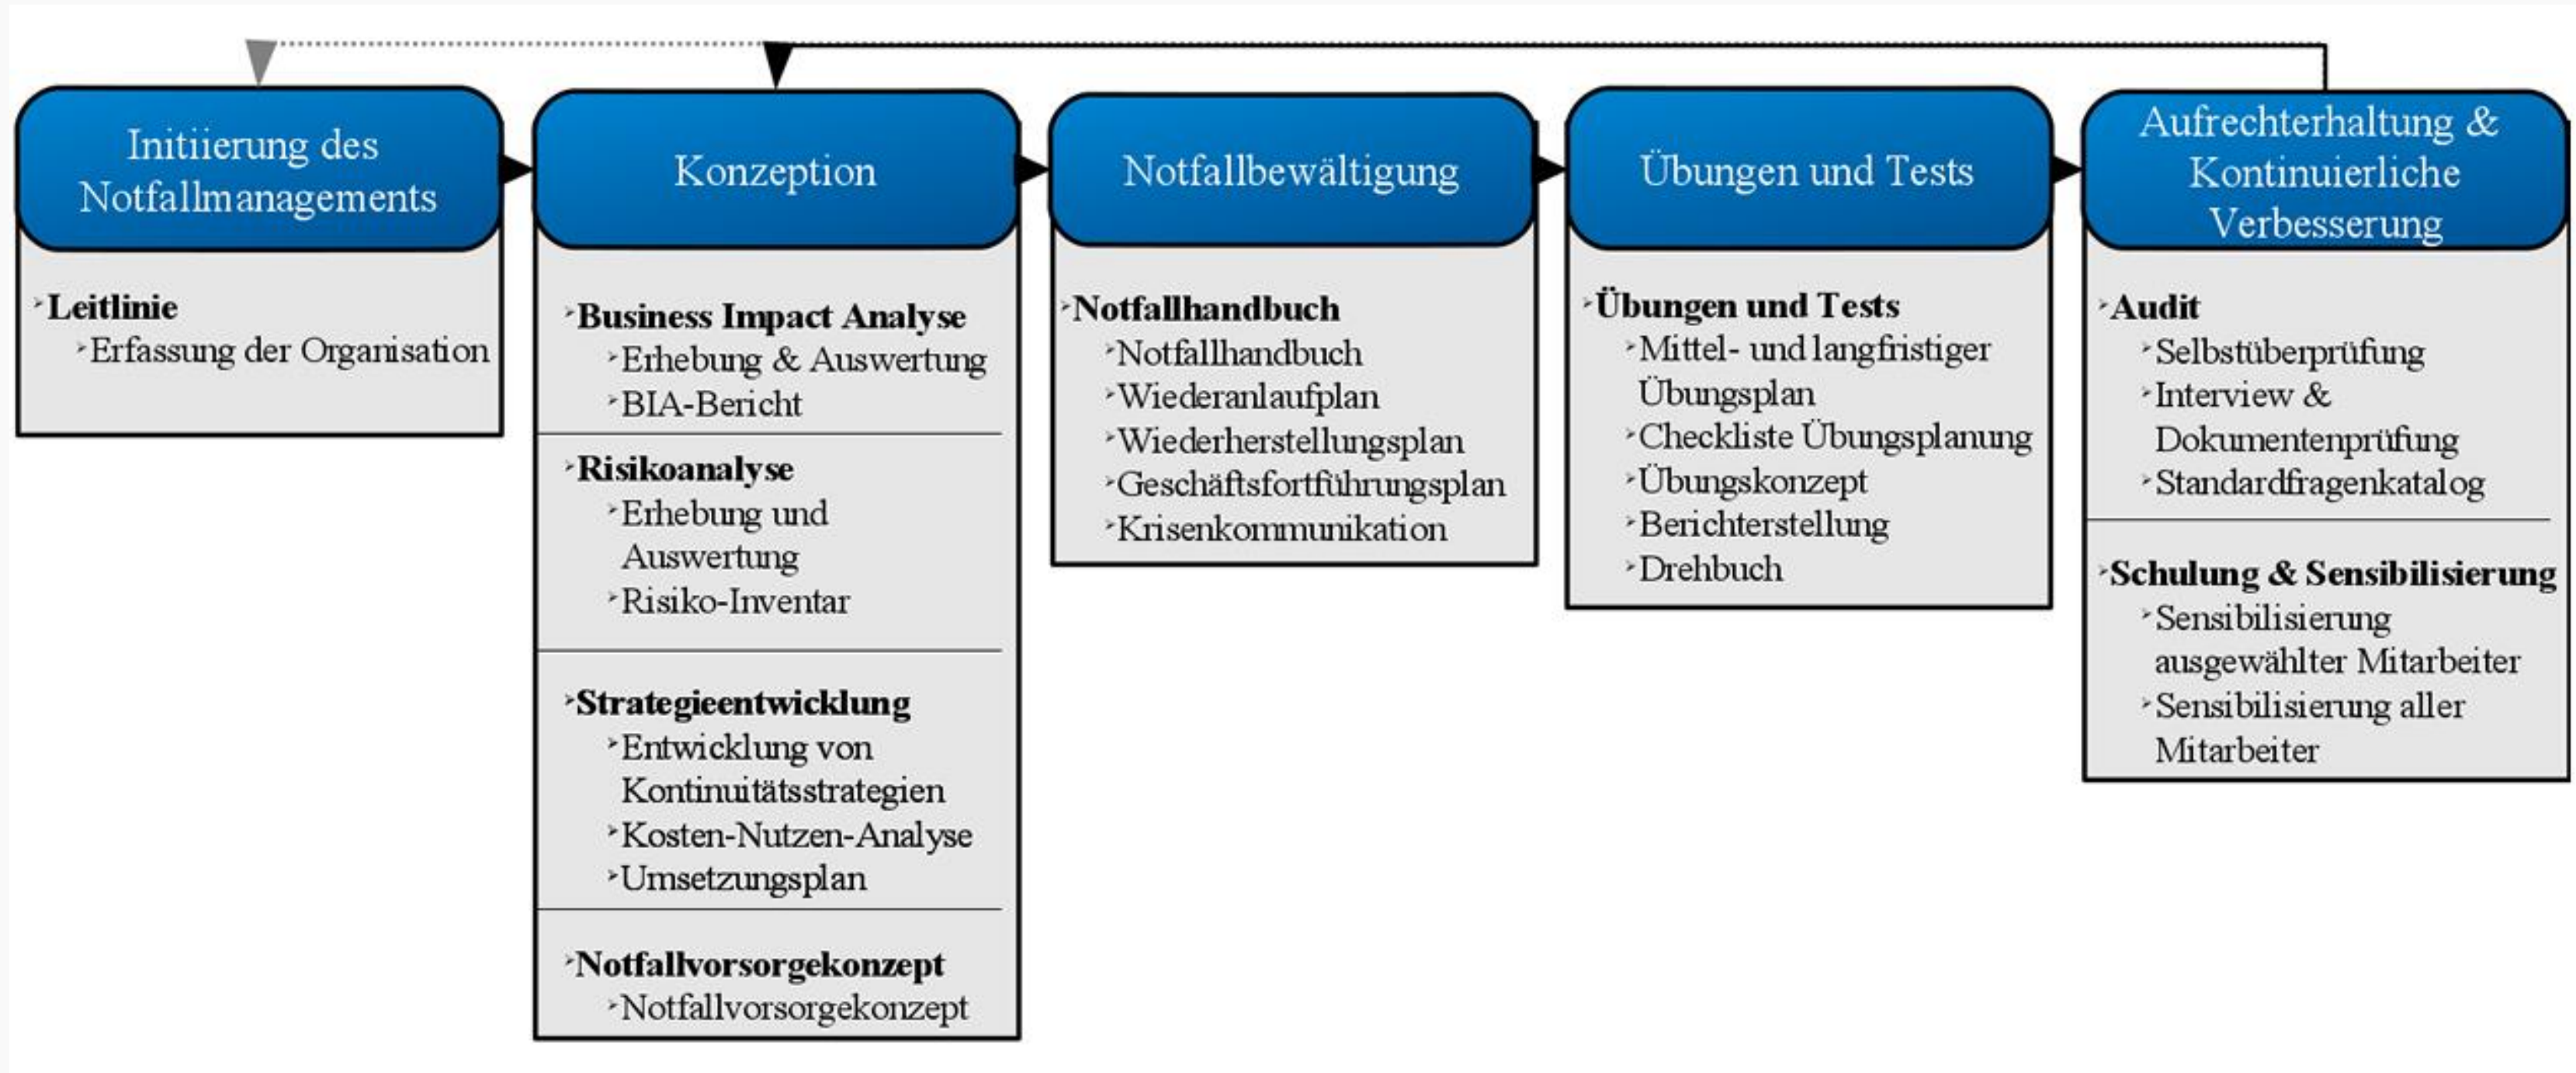 Initiierung des
Notfallmanagements
Leitlinie
Erfassung der Organisation
Konzeption
Business Impact Analyse
Erhebung & Auswertung
BIA-Bericht
Risikoanalyse
Erhebung und
Auswertung
Risiko-Inventar
Strategieentwicklung
Entwicklung von
Kontinuitätsstrategien
Kosten-Nutzen-Analyse
Umsetzungsplan
Notfallvorsorgekonzept
Notfallvorsorgekonzept
Notfallbewältigung
Notfallhandbuch
Notfallhandbuch
Wiederanlaufplan
Wiederherstellungsplan
Geschäftsfortführungsplan
Krisenkommunikation
Übungen und Tests
Übungen und Tests
Mittel- und langfristiger
Übungsplan
Checkliste Übungsplanung
Übungskonzept
Berichterstellung
Drehbuch
Aufrechterhaltung &
Kontinuierliche
Verbesserung
Audit
Selbstüberprüfung
Interview &
Dokumentenprüfung
Standardfragenkatalog
Schulung & Sensibilisierung
Sensibilisierung
ausgewählter Mitarbeiter
Sensibilisierung aller
Mitarbeiter